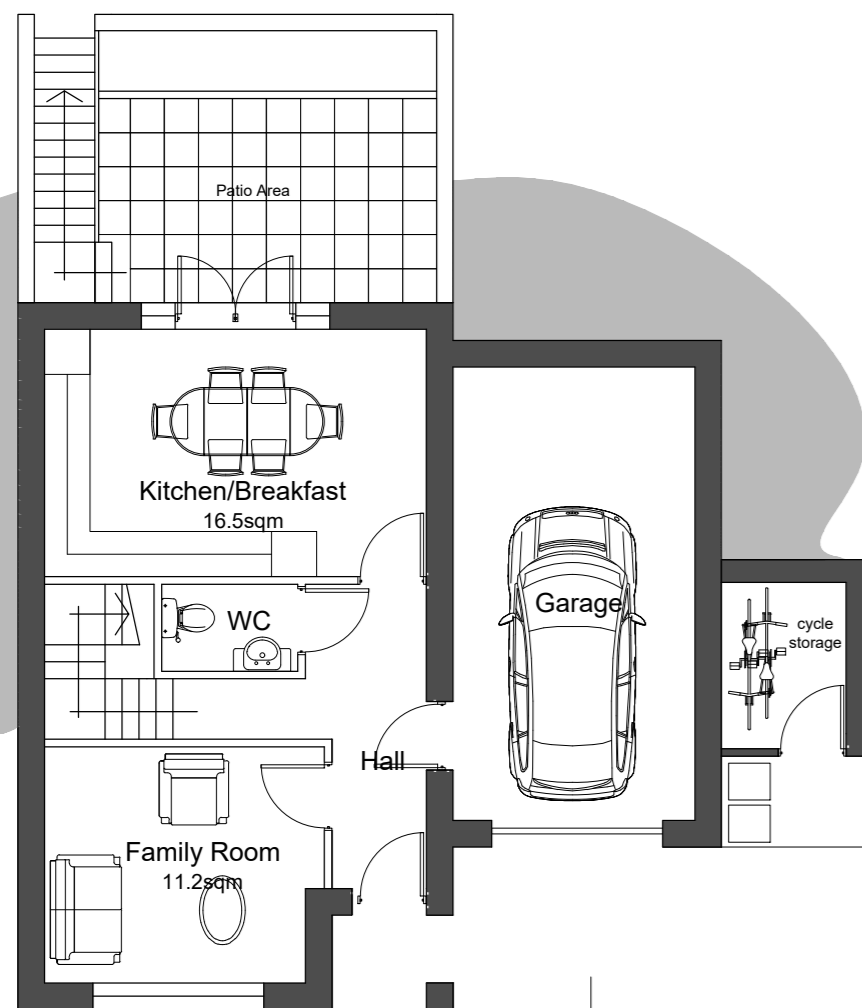 Patio Area
Kitchen/Breakfast
16.5sqm
Garage
WC
cycle
storage
Hall
Family Room
11.2sqm